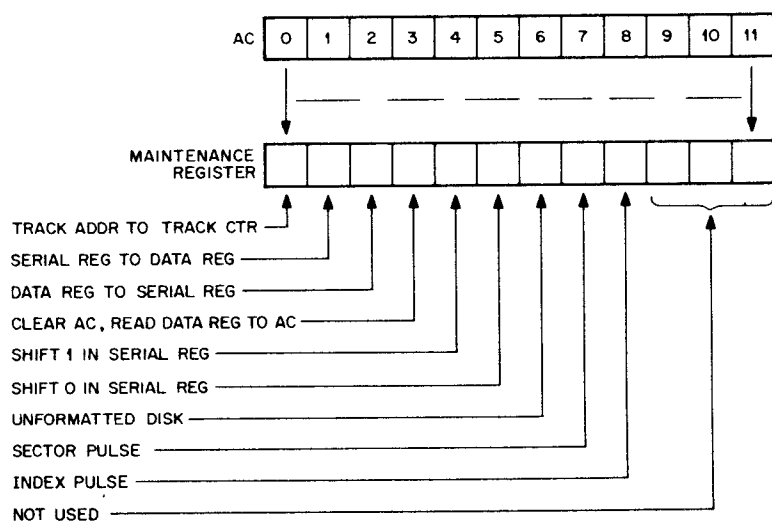 AC 0 1 2 3 4 5 6 7 8 9 10 11
MAINTENANCE
REGISTER
TRACK ADDR TO TRACK CTR
SERIAL REG TO DATA REG
DATA REG TO SERIAL REG
CLEAR AC, READ DATA REG TO AC
SHIFT 1 IN SERIAL REG
SHIFT 0 IN SERIAL REG
UNFORMATTED DISK
SECTOR PULSE
INDEX PULSE
NOT USED